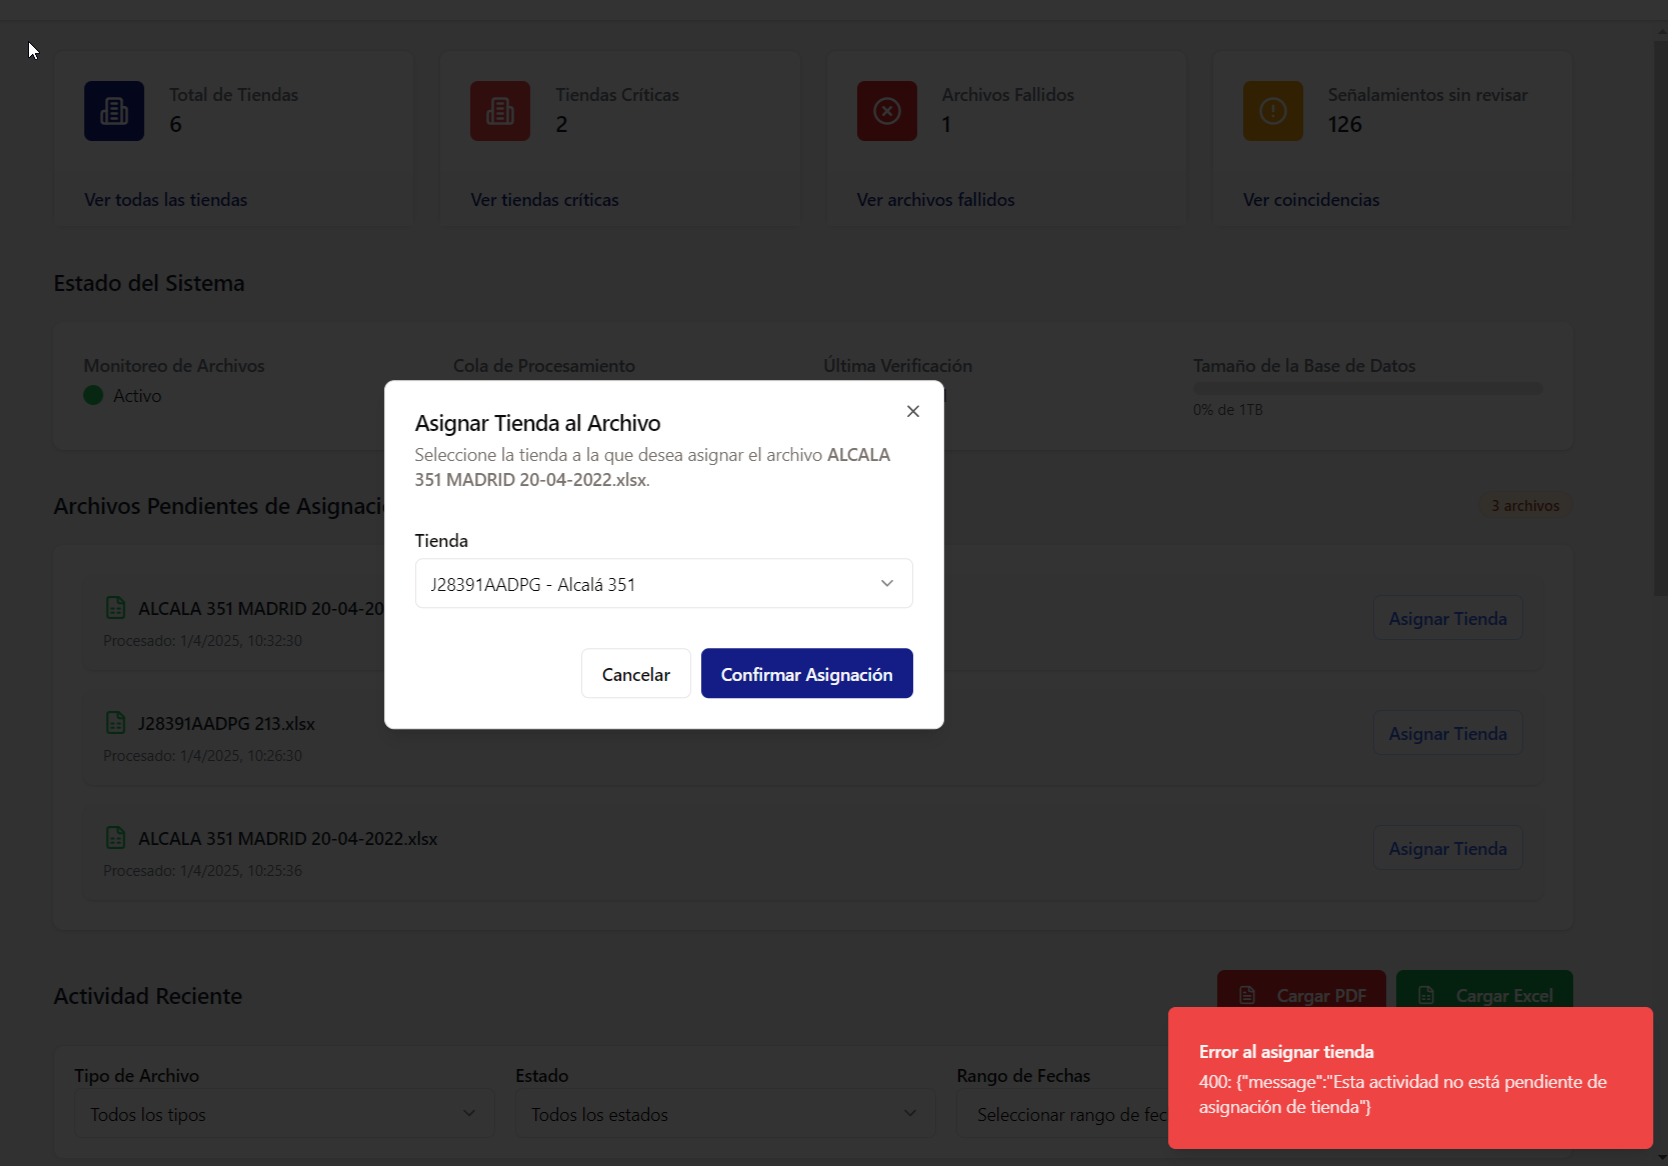 Total de Tiendas
6
Ver todas las tiendas
Tiendas Críticas
2
Ver tiendas críticas
Archivos Fallidos
1
Ver archivos fallidos
Señalamientos sin revisar
126
Ver coincidencias
Estado del Sistema
Monitoreo de Archivos
Activo
Cola de Procesamiento
Última Verificación
Tamaño de la Base de Datos
0% de 1TB
Asignar Tienda al Archivo
Seleccione la tienda a la que desea asignar el archivo ALCALA
351 MADRID 20-04-2022.xlsx.
Tienda
J28391AADPG - Alcalá 351
Cancelar
Confirmar Asignación
Archivos Pendientes de
3 archivos
ALCALA 351 MADRID
Procesado: 1/4/2025, 10:32:30
Asignar Tienda
J28391AADPG 213.xlsx
Procesado: 1/4/2025, 10:26:30
Asignar Tienda
ALCALA 351 MADRID 20-04-2022.xlsx
Procesado: 1/4/2025, 10:25:36
Asignar Tienda
Actividad Reciente
Cargar PDF
Cargar Excel
Tipo de Archivo
Todos los tipos
Estado
Todos los estados
Rango de Fechas
Seleccionar rango de
Error al asignar tienda
400: {"message":"Esta actividad no está pendiente de
asignación de tienda"}